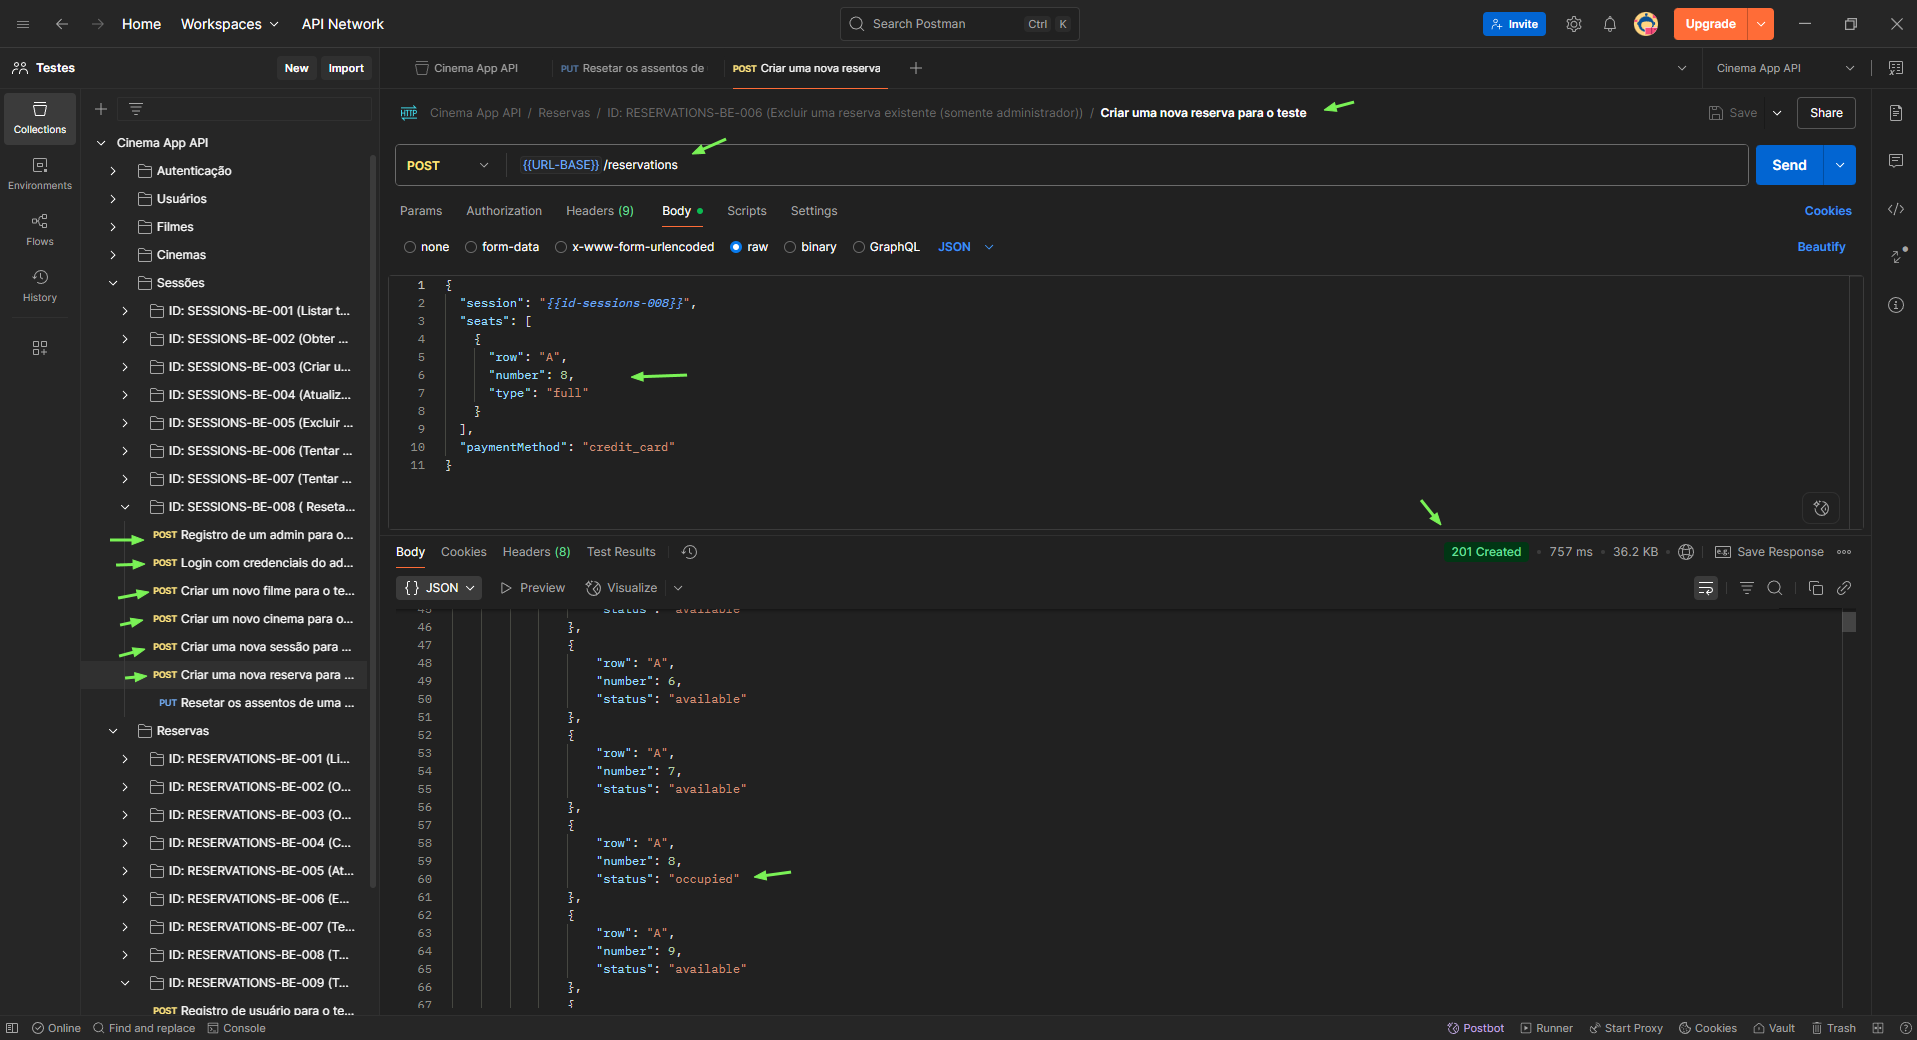 Home Workspaces API Network Search Postman Ctrl K Invite Upgrade
Testes New Import Cinema App API PUT Resetar os assentos de POST Criar uma nova reserva Cinema App API
Collections
Environments
Flows
History
Cinema App API
Autenticação
Usuários
Filmes
Cinemas
Sessões
ID: SESSIONS-BE-001 (Listar t...
ID: SESSIONS-BE-002 (Obter ...
ID: SESSIONS-BE-003 (Criar u...
ID: SESSIONS-BE-004 (Atualiz...
ID: SESSIONS-BE-005 (Excluir ...
ID: SESSIONS-BE-006 (Tentar ...
ID: SESSIONS-BE-007 (Tentar ...
ID: SESSIONS-BE-008 ( Reseta...
POST Registro de um admin para o...
POST Login com credenciais do ad...
POST Criar um novo filme para o te...
POST Criar um novo cinema para o...
POST Criar uma nova sessão para ...
POST Criar uma nova reserva para ...
PUT Resetar os assentos de uma ...
Reservas
ID: RESERVATIONS-BE-001 (Li...
ID: RESERVATIONS-BE-002 (O...
ID: RESERVATIONS-BE-003 (O...
ID: RESERVATIONS-BE-004 (C...
ID: RESERVATIONS-BE-005 (At...
ID: RESERVATIONS-BE-006 (E...
ID: RESERVATIONS-BE-007 (Te...
ID: RESERVATIONS-BE-008 (T...
ID: RESERVATIONS-BE-009 (T...
POST Registro de usuário para o te...
HTTP Cinema App API / Reservas / ID: RESERVATIONS-BE-006 (Excluir uma reserva existente (somente administrador)) / Criar uma nova reserva para o teste Save Share
POST {{URL-BASE}} /reservations Send
Params Authorization Headers (9) Body Scripts Settings Cookies
none form-data x-www-form-urlencoded raw binary GraphQL JSON Beautify
1 {
2 "session": "{{id-sessions-008}}",
3 "seats": [
4 {
5 "row": "A",
6 "number": 8,
7 "type": "full"
8 }
9 ],
10 "paymentMethod": "credit_card"
11 }
Body Cookies Headers (8) Test Results 201 Created 757 ms 36.2 KB e.g. Save Response
{} JSON Preview Visualize
45 "status": "available"
46 },
47 {
48 "row": "A",
49 "number": 6,
50 "status": "available"
51 },
52 {
53 "row": "A",
54 "number": 7,
55 "status": "available"
56 },
57 {
58 "row": "A",
59 "number": 8,
60 "status": "occupied"
61 },
62 {
63 "row": "A",
64 "number": 9,
65 "status": "available"
66 },
67 {
Online Find and replace Console Postbot Runner Start Proxy Cookies Vault Trash